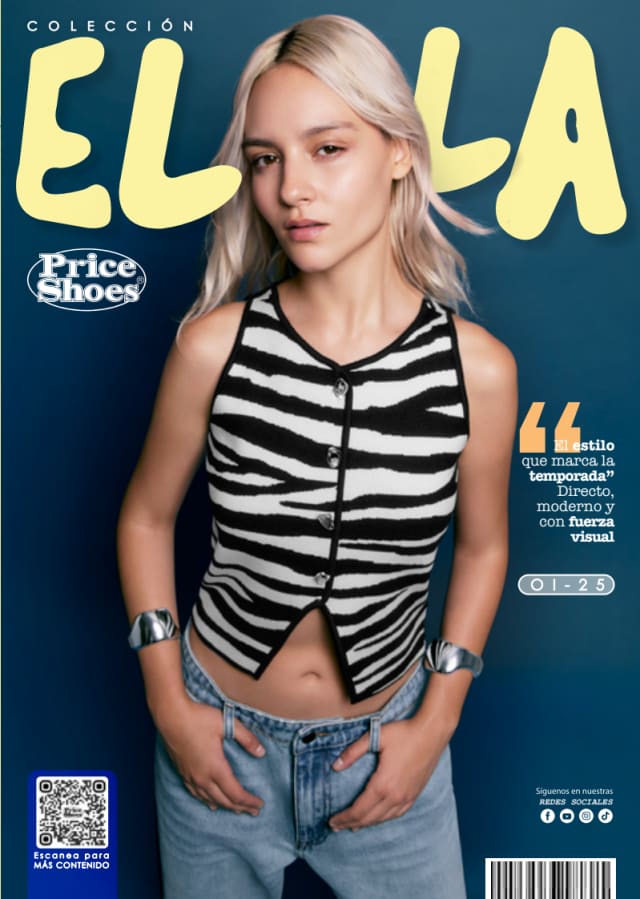 COLECCIÓN
ELLA
Price
Shoes®
“
El estilo
que marca la
temporada”
Directo,
moderno y
con fuerza
visual
01-25
Síguenos en nuestras
REDES SOCIALES
Escanea para
MÁS CONTENIDO